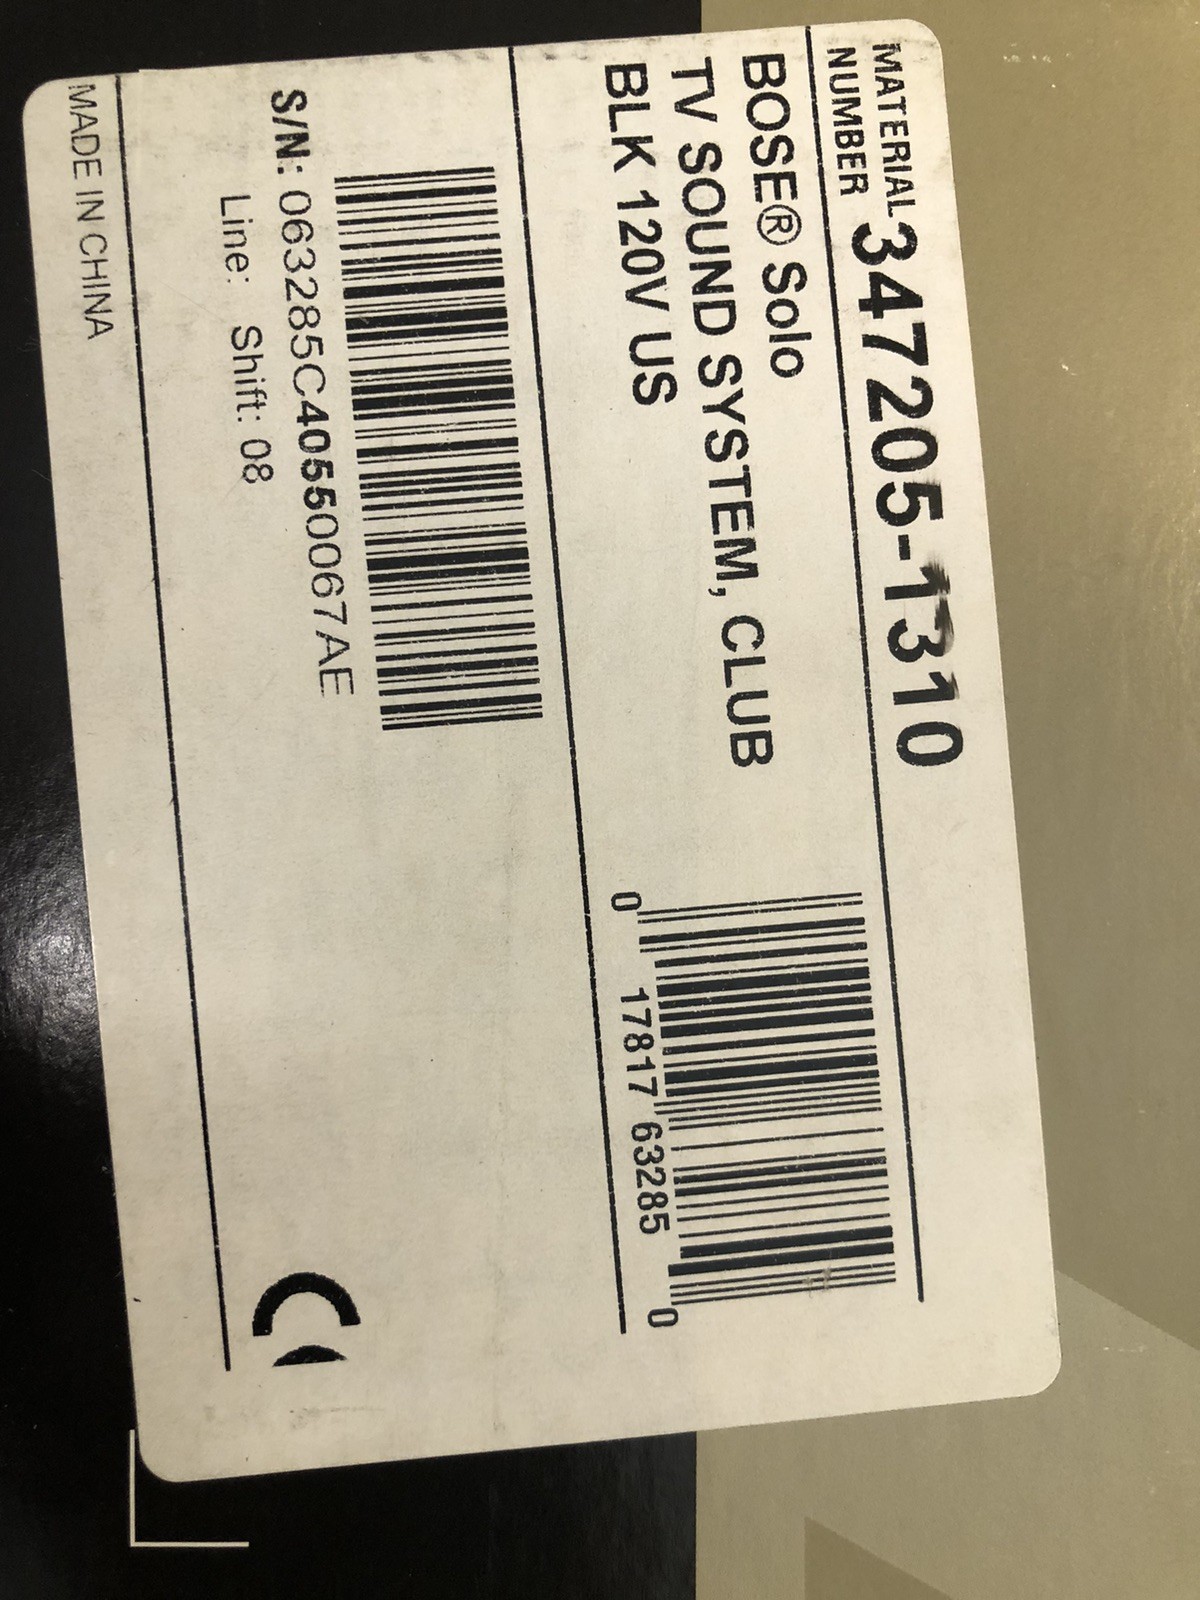 MATERIAL
NUMBER 347205-1310
BOSE® Solo
TV SOUND SYSTEM, CLUB
BLK 120V US
0 17817 63285 0
S/N: 063285C40550067AE
Line: Shift: 08
CE
MADE IN CHINA